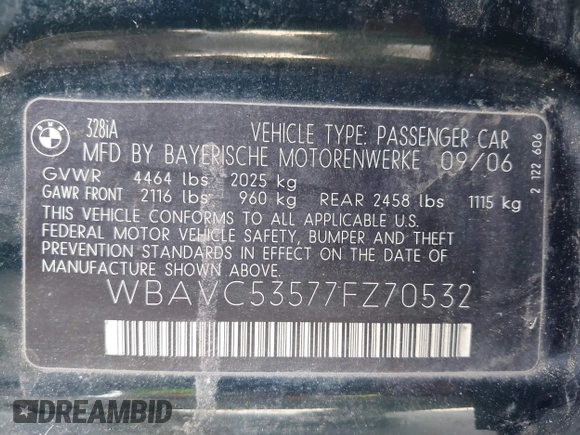 BMW
328iA
VEHICLE TYPE: PASSENGER CAR
MFD BY BAYERISCHE MOTORENWERKE 09/06
GVWR 4464 lbs 2025 kg
GAWR FRONT 2116 lbs 960 kg REAR 2458 lbs 1115 kg
THIS VEHICLE CONFORMS TO ALL APPLICABLE U.S.
FEDERAL MOTOR VEHICLE SAFETY, BUMPER AND THEFT
PREVENTION STANDARDS IN EFFECT ON THE DATE OF
MANUFACTURE SHOWN ABOVE.
WBAVC53577FZ70532
2 122 606
DREAMBID